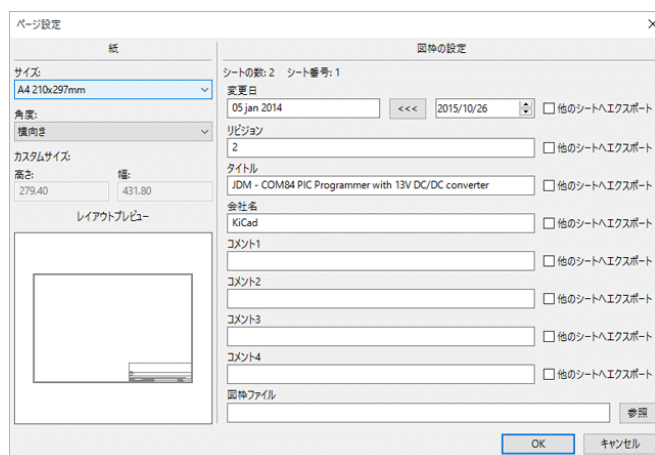 ページ設定
紙
サイズ:
A4 210x297mm
角度:
横向き
カスタムサイズ:
高さ: 幅:
279.40 431.80
レイアウトプレビュー
図枠の設定
シートの数: 2 シート番号: 1
変更日
05 jan 2014 <<< 2015/10/26 他のシートへエクスポート
リビジョン
2 他のシートへエクスポート
タイトル
JDM - COM84 PIC Programmer with 13V DC/DC converter 他のシートへエクスポート
会社名
KiCad 他のシートへエクスポート
コメント1
他のシートへエクスポート
コメント2
他のシートへエクスポート
コメント3
他のシートへエクスポート
コメント4
他のシートへエクスポート
図枠ファイル
参照
OK キャンセル